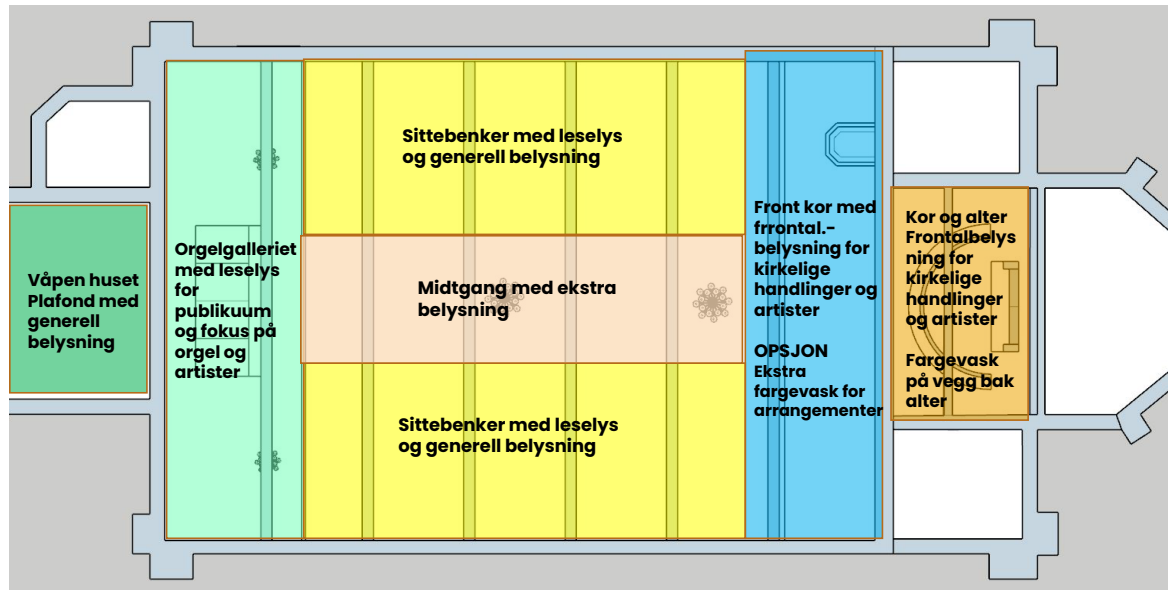 Våpen huset
Plafond med
generell
belysning
Orgelgalleriet
med leselys
for
publikuum
og fokus på
orgel og
artister
Sittebenker med leselys
og generell belysning
Midtgang med ekstra
belysning
Sittebenker med leselys
og generell belysning
Front kor med
frrontal.-
belysning for
kirkelige
handlinger og
artister
OPSJON
Ekstra
fargevask for
arrangementer
Kor og alter
Frontalbelys
ning for
kirkelige
handlinger
og artister
Fargevask
på vegg bak
alter